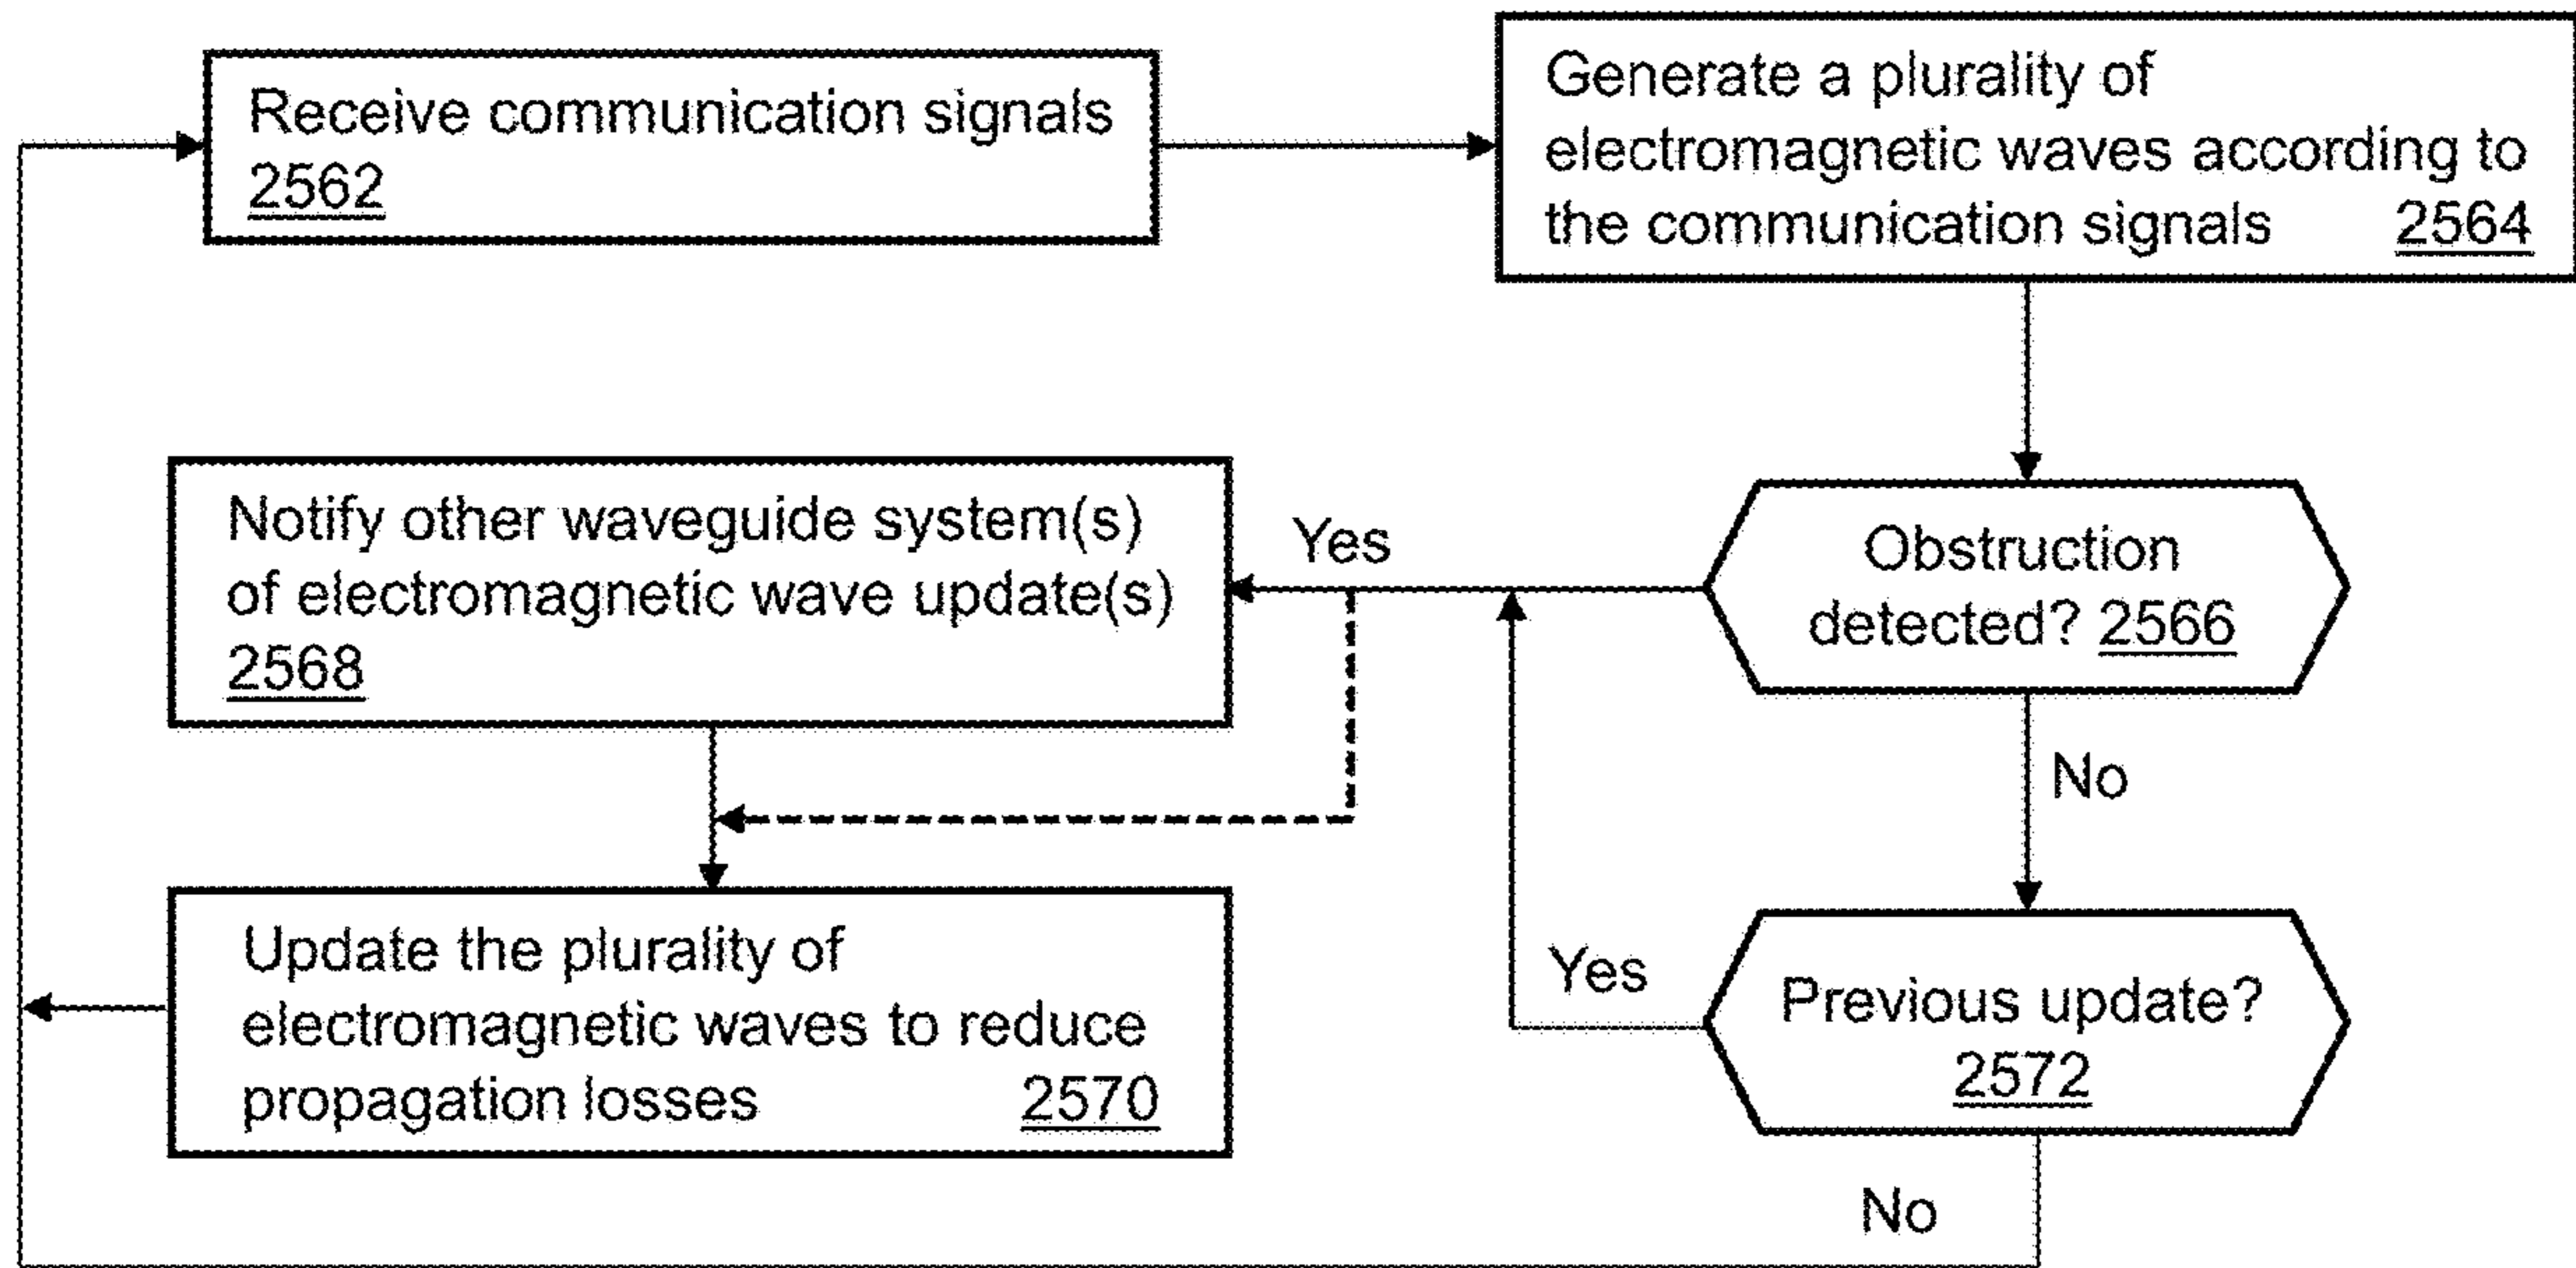 Receive communication signals
2562
Generate a plurality of
electromagnetic waves according to
the communication signals 2564
Notify other waveguide system(s)
of electromagnetic wave update(s)
2568
Yes
Obstruction
detected? 2566
No
Update the plurality of
electromagnetic waves to reduce
propagation losses 2570
Yes
Previous update?
2572
No